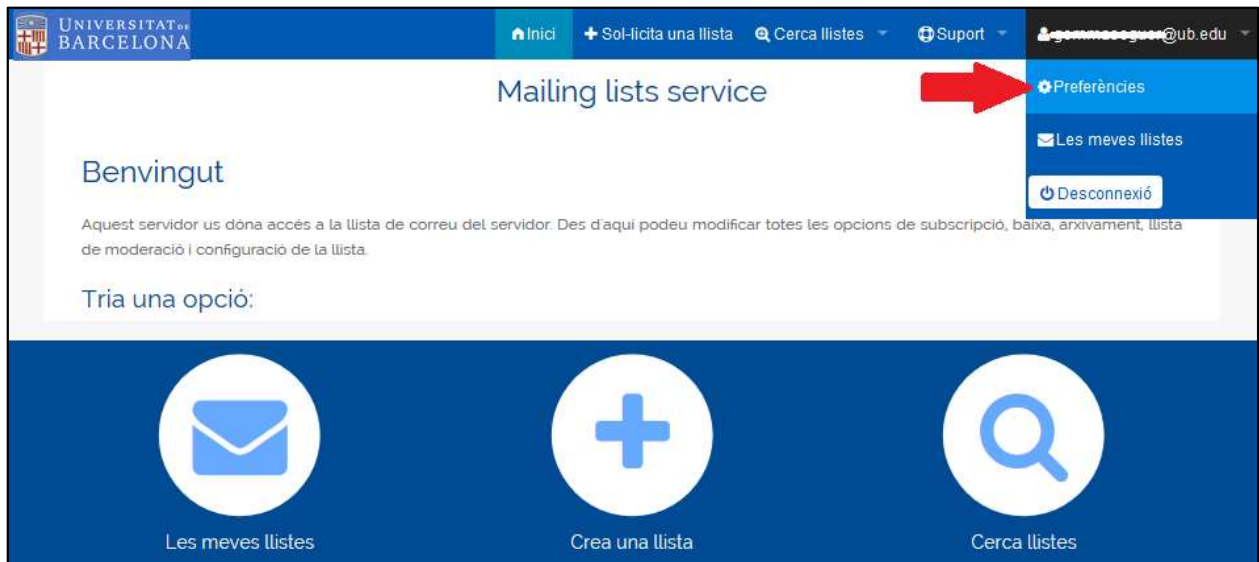 UNIVERSITAT DE
BARCELONA
Inici
Sol·licita una llista
Cerca llistes
Suport
@ub.edu
Mailing lists service
Preferències
Les meves llistes
Desconnexió
Benvingut
Aquest servidor us dóna accés a la llista de correu del servidor. Des d'aquí podeu modificar totes les opcions de subscripció, baixa, arxivament, llista
de moderació i configuració de la llista.
Tria una opció:
Les meves llistes
Crea una llista
Cerca llistes